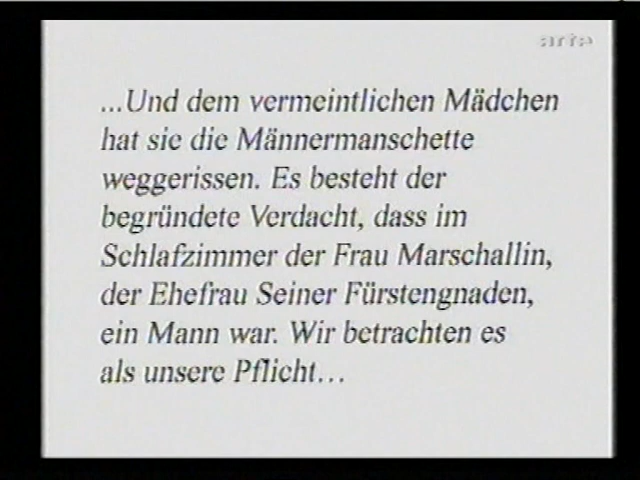 arte
...Und dem vermeintlichen Mädchen
hat sie die Männermanschette
weggerissen. Es besteht der
begründete Verdacht, dass im
Schlafzimmer der Frau Marschallin,
der Ehefrau Seiner Fürstengnaden,
ein Mann war. Wir betrachten es
als unsere Pflicht...